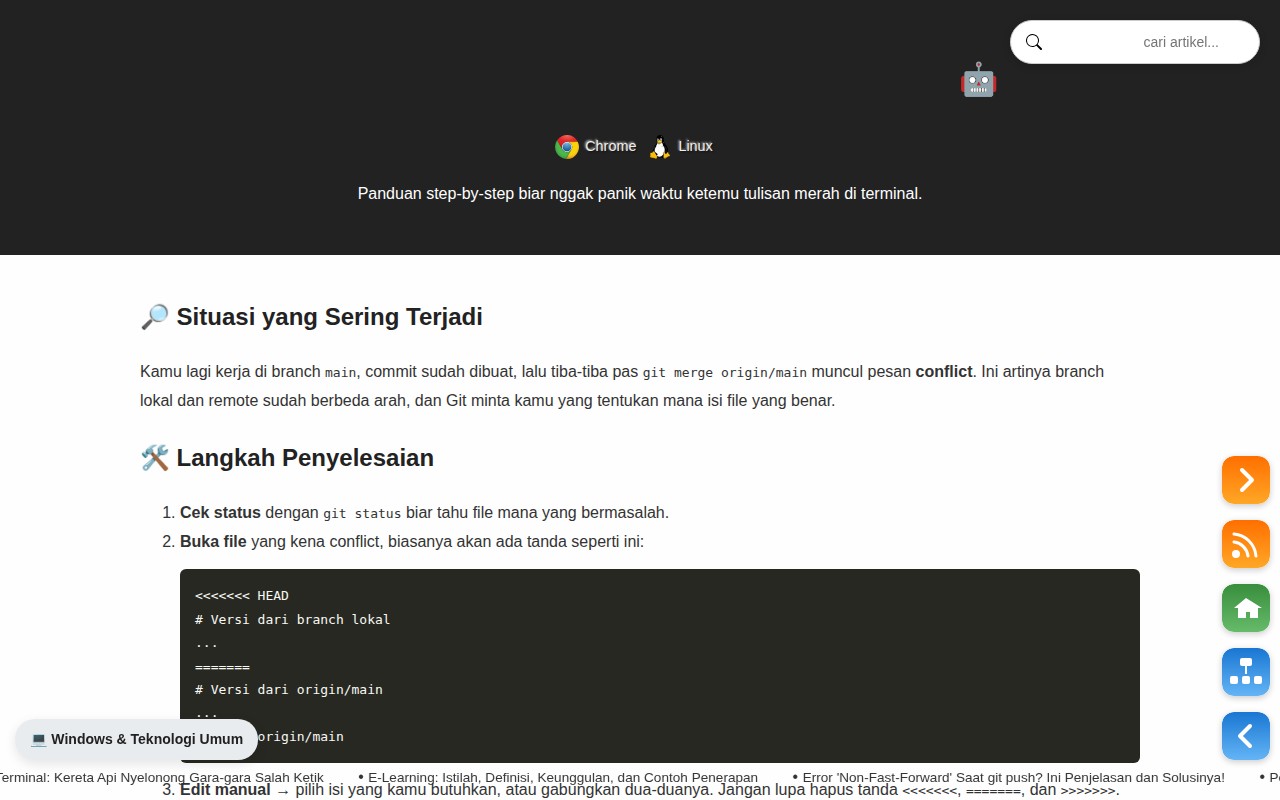 cari artikel...
Chrome Linux
Panduan step-by-step biar nggak panik waktu ketemu tulisan merah di terminal.
Situasi yang Sering Terjadi
Kamu lagi kerja di branch main, commit sudah dibuat, lalu tiba-tiba pas git merge origin/main muncul pesan conflict. Ini artinya branch
lokal dan remote sudah berbeda arah, dan Git minta kamu yang tentukan mana isi file yang benar.
Langkah Penyelesaian
1. Cek status dengan git status biar tahu file mana yang bermasalah.
2. Buka file yang kena conflict, biasanya akan ada tanda seperti ini:
<<<<<<< HEAD
# Versi dari branch lokal
...
=======
# Versi dari origin/main
...
origin/main
💻 Windows & Teknologi Umum
Terminal: Kereta Api Nyelonong Gara-gara Salah Ketik • E-Learning: Istilah, Definisi, Keunggulan, dan Contoh Penerapan • Error 'Non-Fast-Forward' Saat git push? Ini Penjelasan dan Solusinya! •
3. Edit manual → pilih isi yang kamu butuhkan, atau gabungkan dua-duanya. Jangan lupa hapus tanda <<<<<<<, =======, dan >>>>>>>.